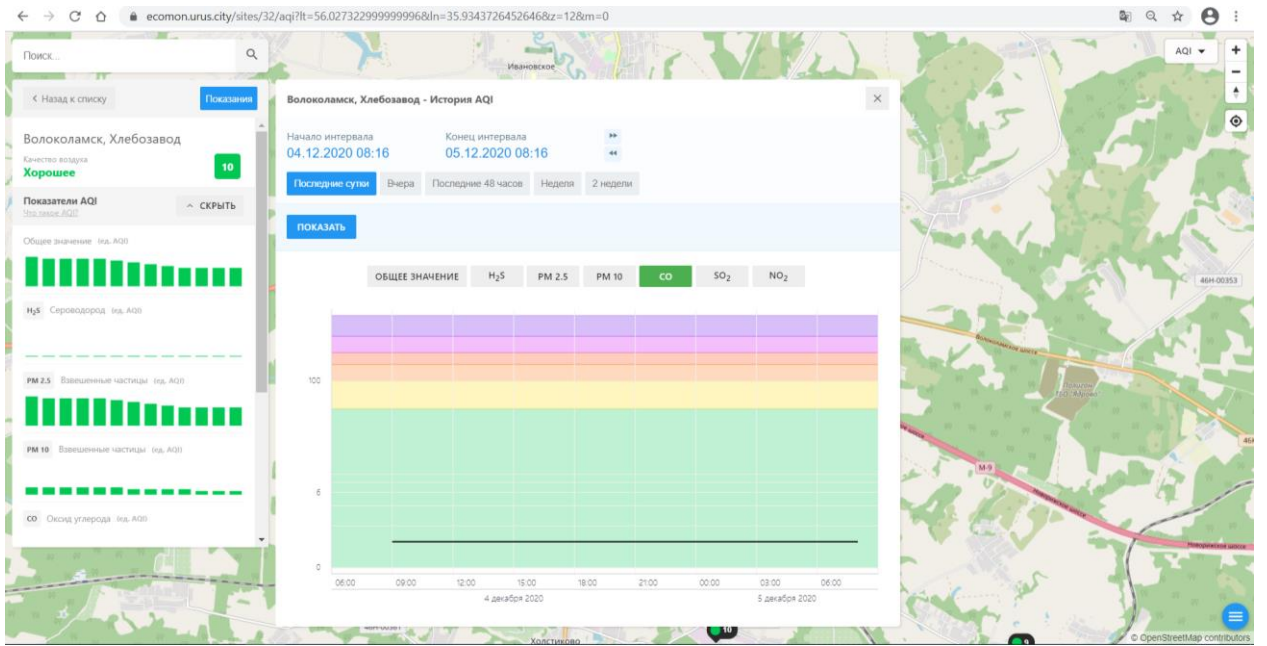 ecomon.urus.city/sites/32/aqi?lt=56.027322999999996&ln=35.9343726452646&z=12&m=0
Поиск...
Ивановское
AQI
Назад к списку
Показания
Волоколамск, Хлебозавод - История AQI
Волоколамск, Хлебозавод
Качество воздуха
Хорошее
10
Начало интервала
Конец интервала
04.12.2020 08:16
05.12.2020 08:16
Последние сутки
Вчера
Последние 48 часов
Неделя
2 недели
Показатели AQI
Что такое AQI?
СКРЫТЬ
ПОКАЗАТЬ
Общее значение (ед. AQI)
ОБЩЕЕ ЗНАЧЕНИЕ
H2S
PM 2.5
PM 10
CO
SO2
NO2
H2S Сероводород (ед. AQI)
PM 2.5 Взвешенные частицы (ед. AQI)
PM 10 Взвешенные частицы (ед. AQI)
CO Оксид углерода (ед. AQI)
100
6
0
06:00
09:00
12:00
15:00
18:00
21:00
00:00
03:00
06:00
4 декабря 2020
5 декабря 2020
46Н-00353
Волоколамское шоссе
М-9
Новорижское шоссе
Новорижское шоссе
Холстиково
10
9
© OpenStreetMap contributors